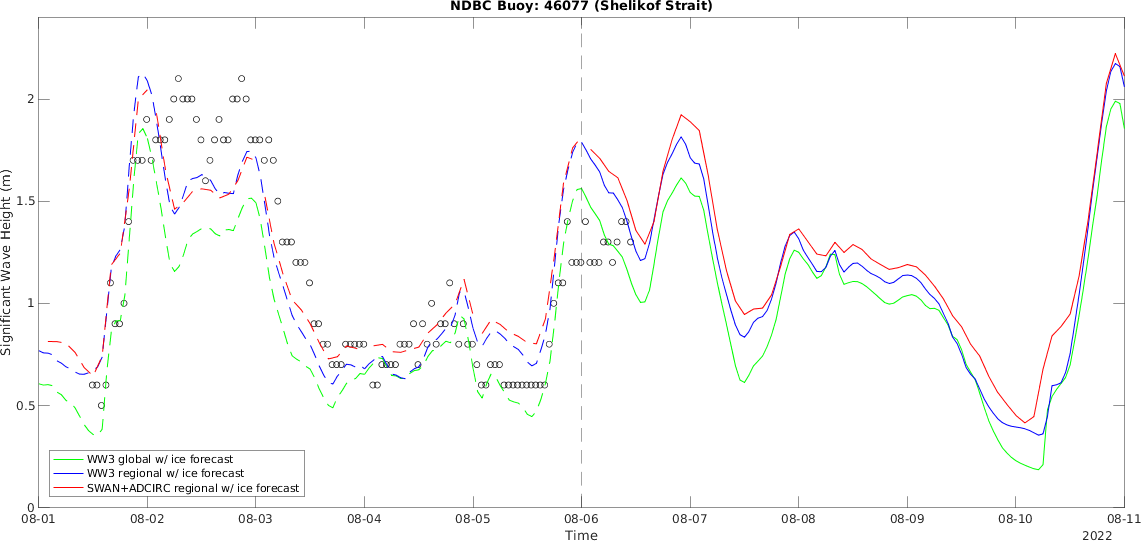 NDBC Buoy: 46077 (Shelikof Strait)
Significant Wave Height (m)
2
1.5
1
0.5
0
WW3 global w/ ice forecast
WW3 regional w/ ice forecast
SWAN+ADCIRC regional w/ ice forecast
08-01 08-02 08-03 08-04 08-05 08-06 08-07 08-08 08-09 08-10 08-11
Time
2022